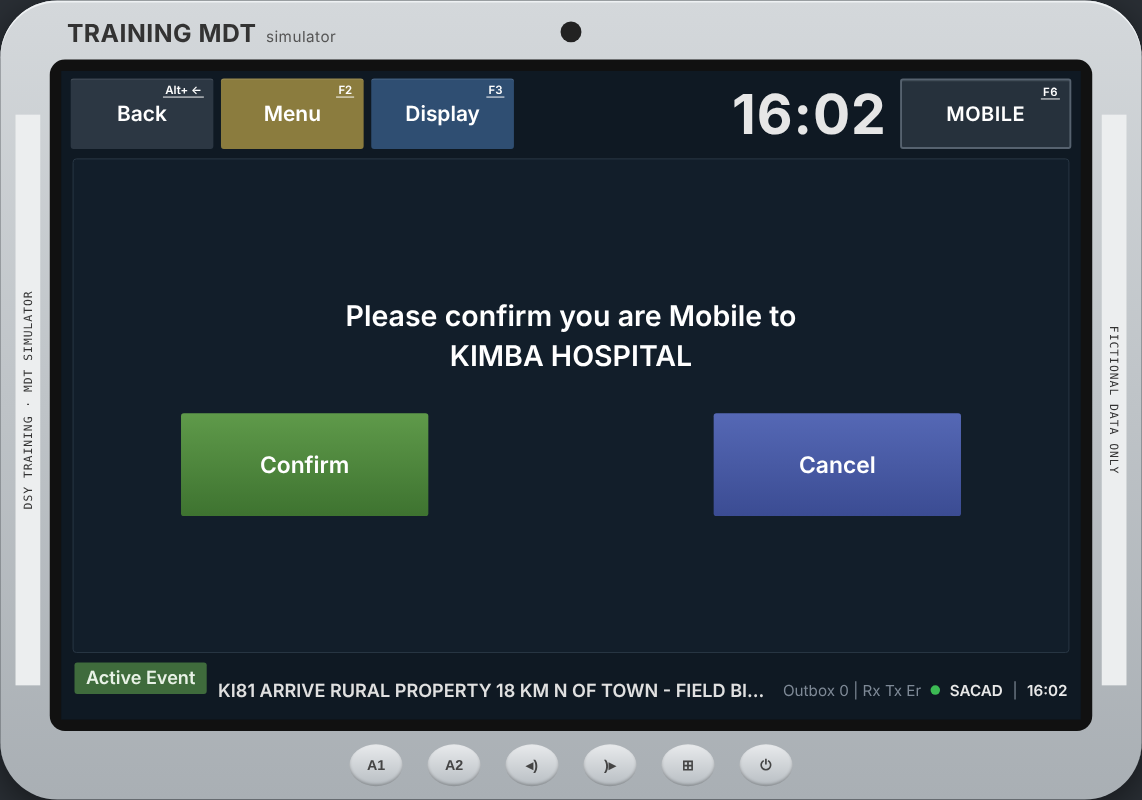 TRAINING MDT simulator
Back Alt+ ←
Menu F2
Display F3
16:02
MOBILE F6
Please confirm you are Mobile to
KIMBA HOSPITAL
Confirm
Cancel
Active Event
KI81 ARRIVE RURAL PROPERTY 18 KM N OF TOWN - FIELD BI...
Outbox 0 | Rx Tx Er
SACAD | 16:02
A1
A2
DSY TRAINING · MDT SIMULATOR
FICTIONAL DATA ONLY